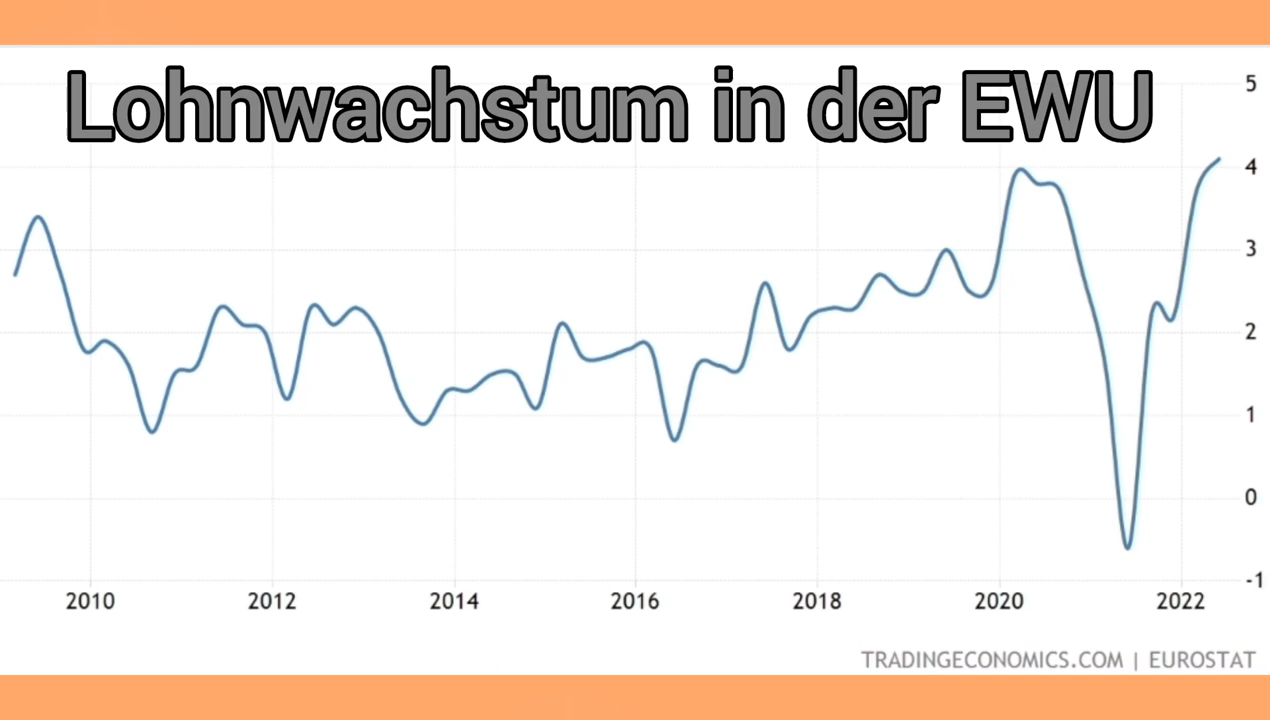 Lohnwachstum in der EWU
5
4
3
2
1
0
-1
2010 2012 2014 2016 2018 2020 2022
TRADINGECONOMICS.COM | EUROSTAT